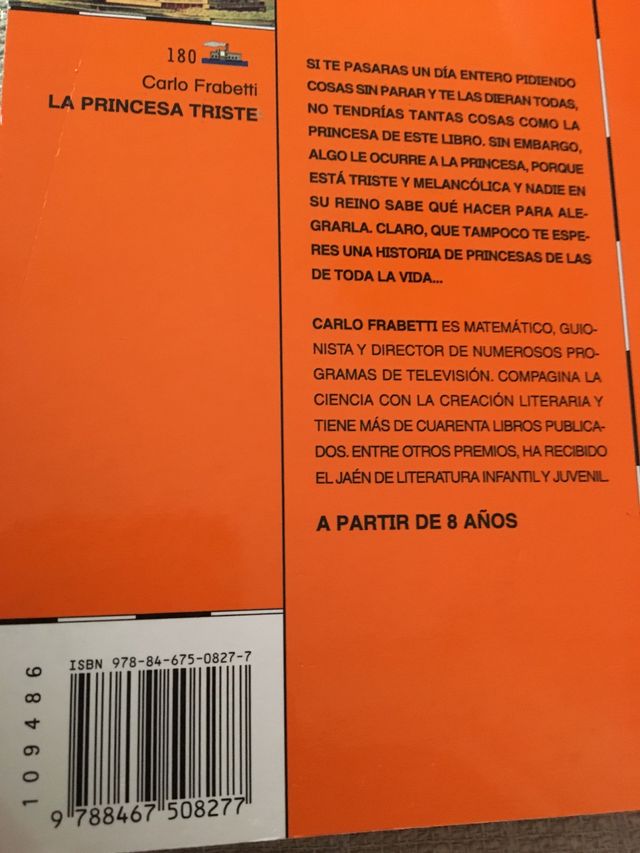 180
Carlo Frabetti
LA PRINCESA TRISTE
SI TE PASARAS UN DÍA ENTERO PIDIENDO
COSAS SIN PARAR Y TE LAS DIERAN TODAS,
NO TENDRÍAS TANTAS COSAS COMO LA
PRINCESA DE ESTE LIBRO. SIN EMBARGO,
ALGO LE OCURRE A LA PRINCESA, PORQUE
ESTÁ TRISTE Y MELANCÓLICA Y NADIE EN
SU REINO SABE QUÉ HACER PARA ALE-
GRARLA. CLARO, QUE TAMPOCO TE ESPE-
RES UNA HISTORIA DE PRINCESAS DE LAS
DE TODA LA VIDA...
CARLO FRABETTI ES MATEMÁTICO, GUIO-
NISTA Y DIRECTOR DE NUMEROSOS PRO-
GRAMAS DE TELEVISIÓN. COMPAGINA LA
CIENCIA CON LA CREACIÓN LITERARIA Y
TIENE MÁS DE CUARENTA LIBROS PUBLICA-
DOS. ENTRE OTROS PREMIOS, HA RECIBIDO
EL JAÉN DE LITERATURA INFANTIL Y JUVENIL.
A PARTIR DE 8 AÑOS
ISBN 978-84-675-0827-7
109486
9 788467 508277